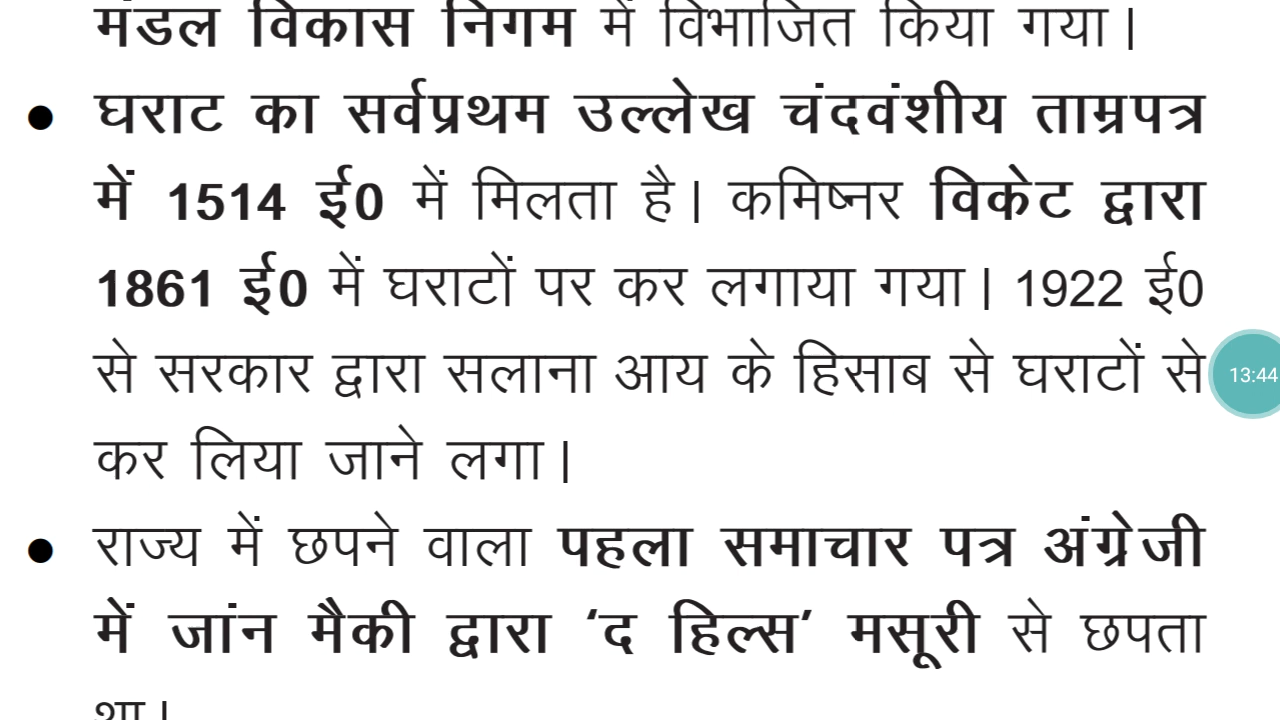 मंडल विकास निगम में विभाजित किया गया।
● घराट का सर्वप्रथम उल्लेख चंदवंशीय ताम्रपत्र
में 1514 ई0 में मिलता है। कमिष्नर विकेट द्वारा
1861 ई0 में घराटों पर कर लगाया गया। 1922 ई0
से सरकार द्वारा सलाना आय के हिसाब से घराटों से
13:44
कर लिया जाने लगा।
● राज्य में छपने वाला पहला समाचार पत्र अंग्रेजी
में जांन मैकी द्वारा ‘द हिल्स’ मसूरी से छपता
था।